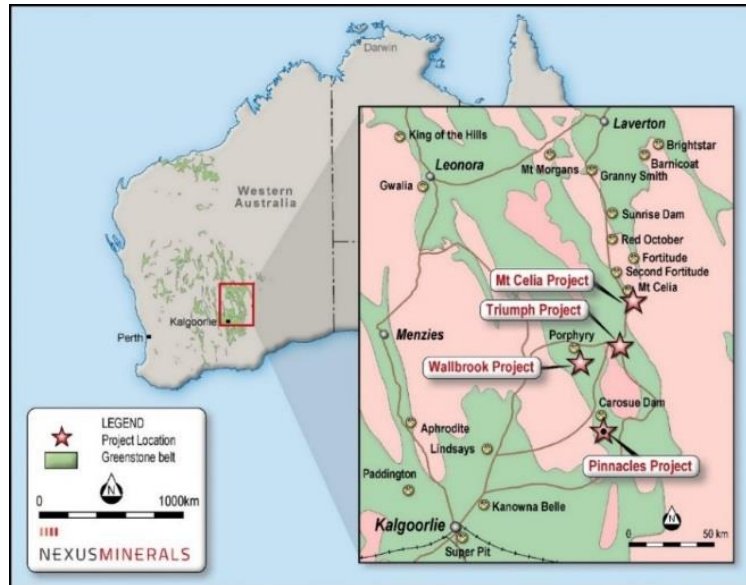 Darwin
Western
Australia
Kalgoorlie
Perth
LEGEND
Project Location
Greenstone belt
N
0 1000km
NEXUSMINERALS
Laverton
King of the Hills
Brightstar
Leonora
Mt Morgans
Barnicoat
Granny Smith
Gwalia
Sunrise Dam
Red October
Fortitude
Mt Celia Project
Second Fortitude
Mt Celia
Triumph Project
Menzies
Porphyry
Wallbrook Project
Carosue Dam
Aphrodite
Lindsays
Pinnacles Project
Paddington
Kanowna Belle
Kalgoorlie
N
Super Pit
0 50 km